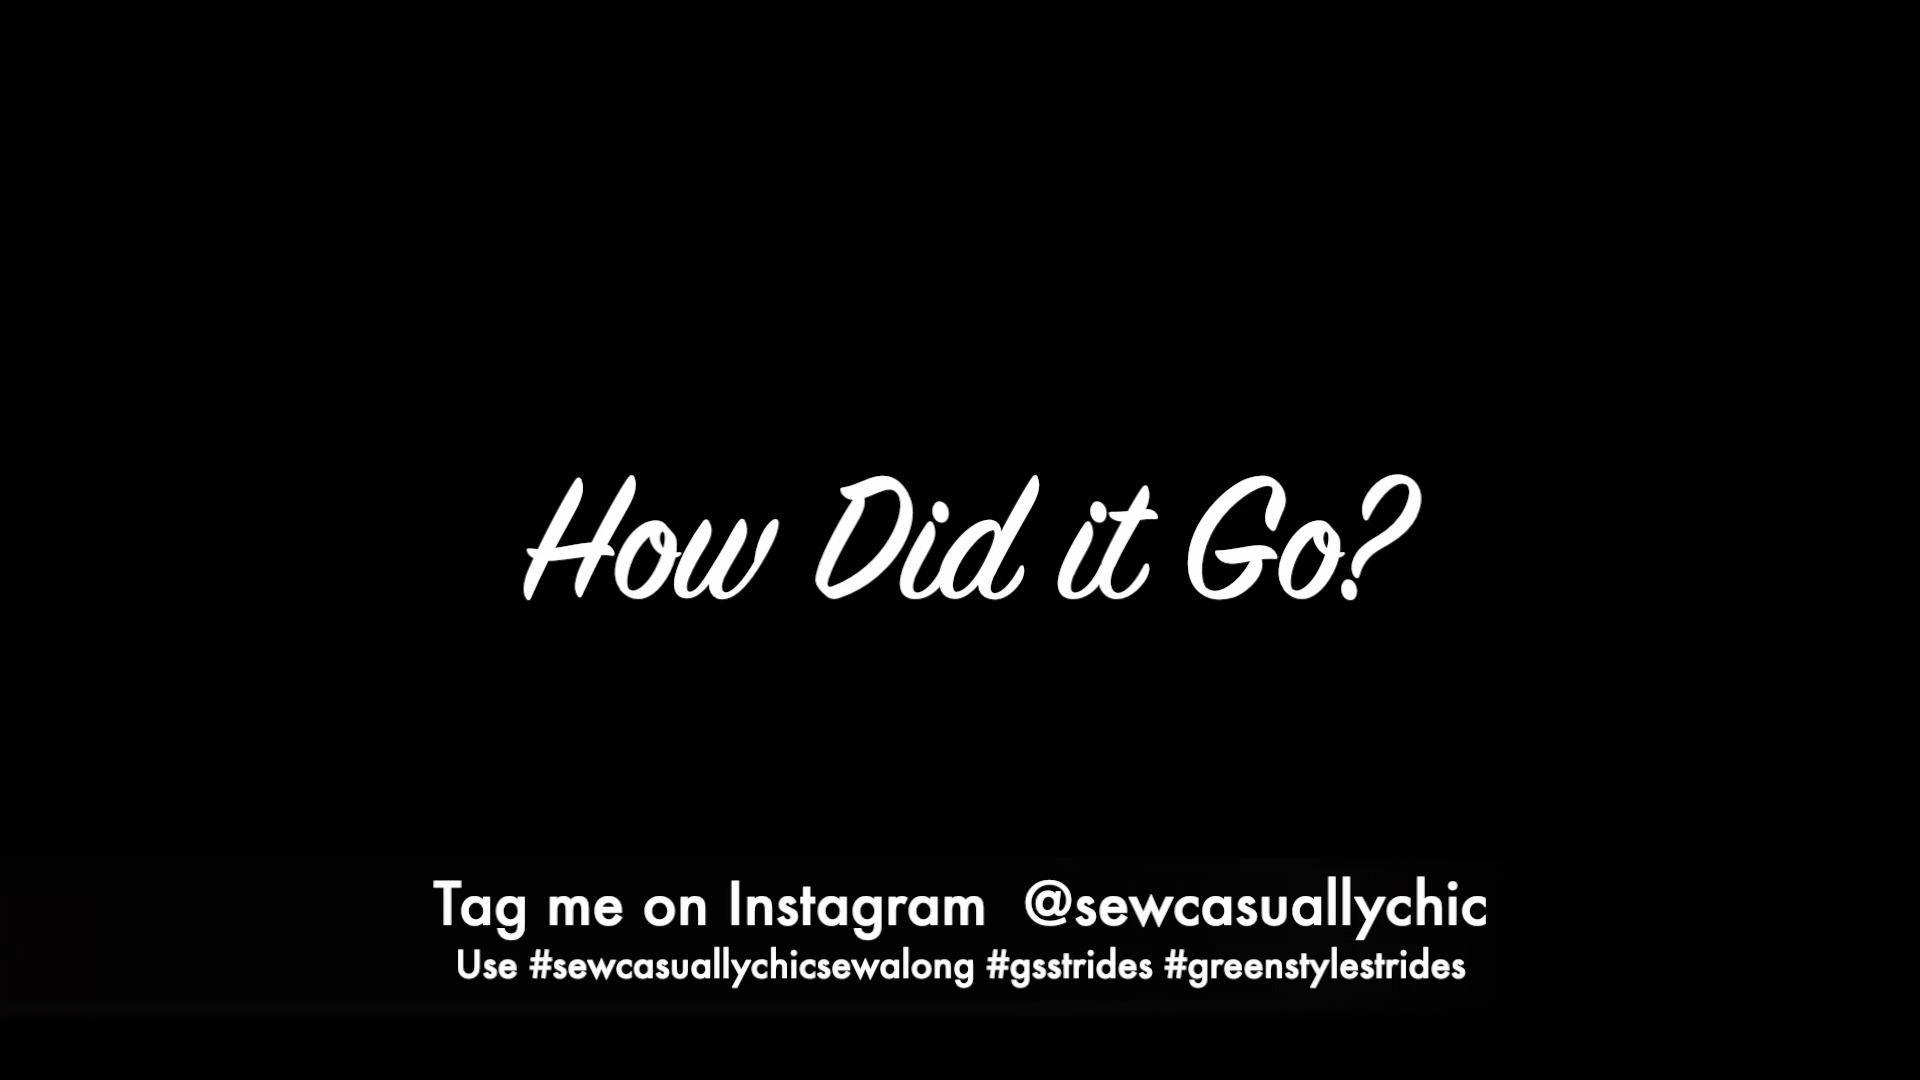 How Did it Go?
Tag me on Instagram @sewcasuallychic
Use #sewcasuallychicsewalong #gsstrides #greenstylestrides